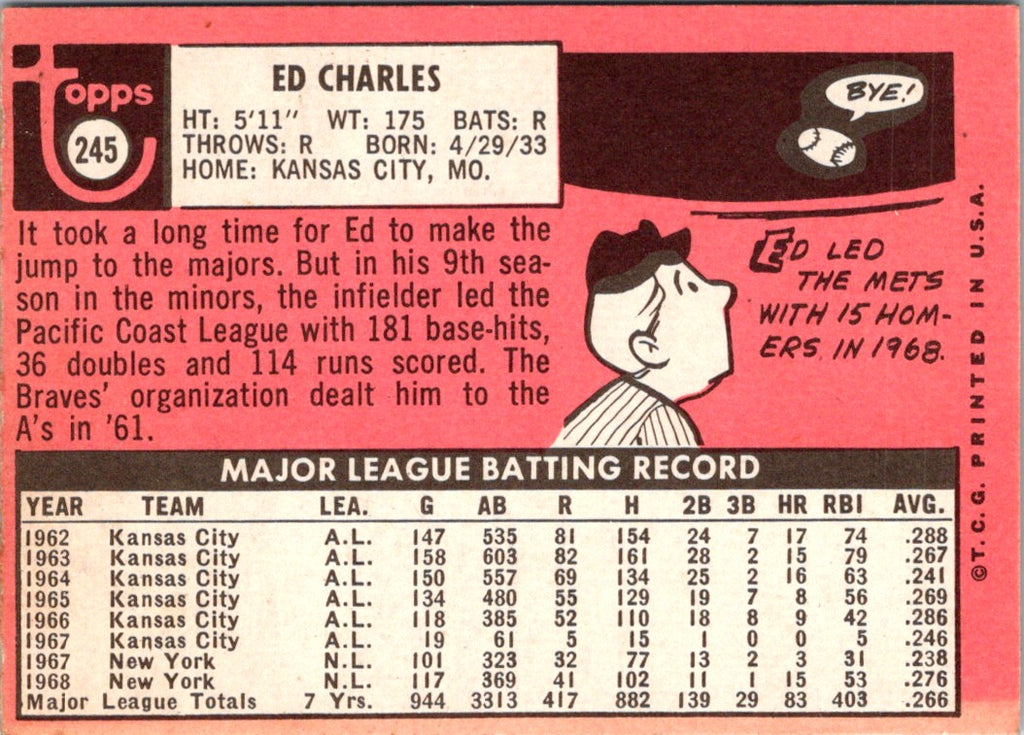 topps
245
ED CHARLES
HT: 5'11" WT: 175 BATS: R
THROWS: R BORN: 4/29/33
HOME: KANSAS CITY, MO.
BYE!
It took a long time for Ed to make the
jump to the majors. But in his 9th sea-
son in the minors, the infielder led the
Pacific Coast League with 181 base-hits,
36 doubles and 114 runs scored. The
Braves' organization dealt him to the
A's in '61.
ED LED
THE METS
WITH 15 HOM-
ERS IN 1968.
©T.C.G. PRINTED IN U.S.A.
MAJOR LEAGUE BATTING RECORD
YEAR TEAM LEA. G AB R H 2B 3B HR RBI AVG.
1962 Kansas City A.L. 147 535 81 154 24 7 17 74 .288
1963 Kansas City A.L. 158 603 82 161 28 2 15 79 .267
1964 Kansas City A.L. 150 557 69 134 25 2 16 63 .241
1965 Kansas City A.L. 134 480 55 129 19 7 8 56 .269
1966 Kansas City A.L. 118 385 52 110 18 8 9 42 .286
1967 Kansas City A.L. 19 61 5 15 1 0 0 5 .246
1967 New York N.L. 101 323 32 77 13 2 3 31 .238
1968 New York N.L. 117 369 41 102 11 1 15 53 .276
Major League Totals 7 Yrs. 944 3313 417 882 139 29 83 403 .266